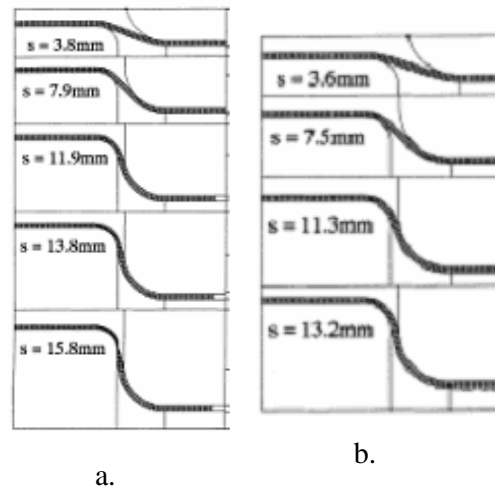 s = 3.8mm
s = 7.9mm
s = 11.9mm
s = 13.8mm
s = 15.8mm
a.
s = 3.6mm
s = 7.5mm
s = 11.3mm
s = 13.2mm
b.